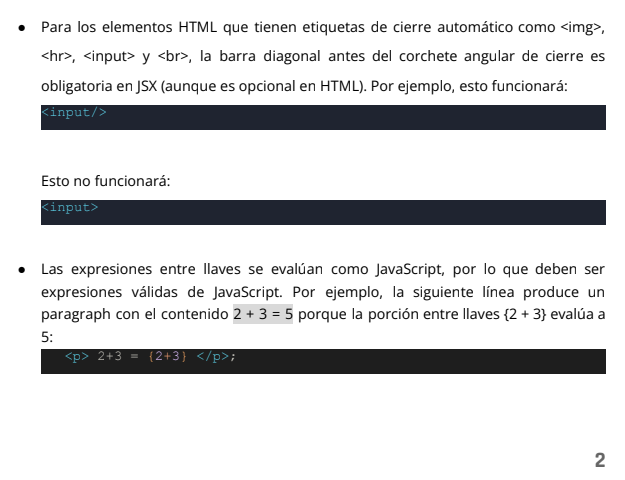 ● Para los elementos HTML que tienen etiquetas de cierre automático como <img>,
<hr>, <input> y <br>, la barra diagonal antes del corchete angular de cierre es
obligatoria en JSX (aunque es opcional en HTML). Por ejemplo, esto funcionará:
<input/>
Esto no funcionará:
<input>
● Las expresiones entre llaves se evalúan como JavaScript, por lo que deben ser
expresiones válidas de JavaScript. Por ejemplo, la siguiente línea produce un
paragraph con el contenido 2 + 3 = 5 porque la porción entre llaves {2 + 3} evalúa a
5:
<p> 2+3 = {2+3} </p>;
2